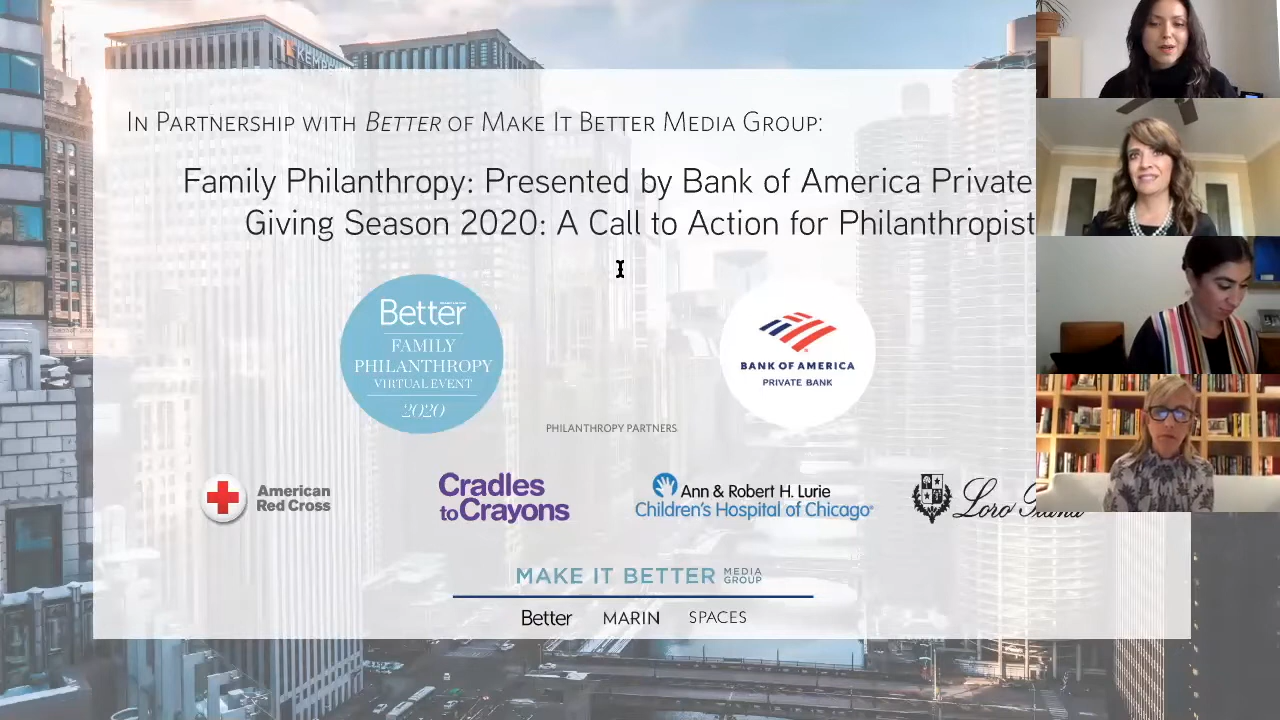 KEMPER
IN PARTNERSHIP WITH BETTER OF MAKE IT BETTER MEDIA GROUP:
Family Philanthropy: Presented by Bank of America Private
Giving Season 2020: A Call to Action for Philanthropist
Better
FAMILY
PHILANTHROPY
VIRTUAL EVENT
2020
BANK OF AMERICA
PRIVATE BANK
PHILANTHROPY PARTNERS
American
Red Cross
Cradles
to Crayons
Ann & Robert H. Lurie
Children's Hospital of Chicago
Loro
MAKE IT BETTER MEDIA GROUP
Better MARIN SPACES